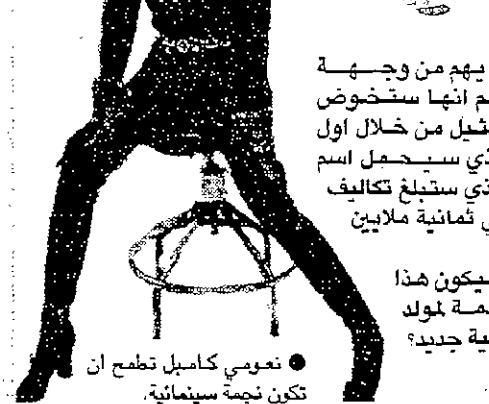 يهم من وجهة
م انها ستخوض
ثيل من خلال اول
ذي سيحمل اسم
ذي ستبلغ تكاليف
ي ثمانية ملايين
يكون هذا
مة لمولد
ية جديد؟
● نعومي كامبل تطمح ان
تكون نجمة سينمائية.